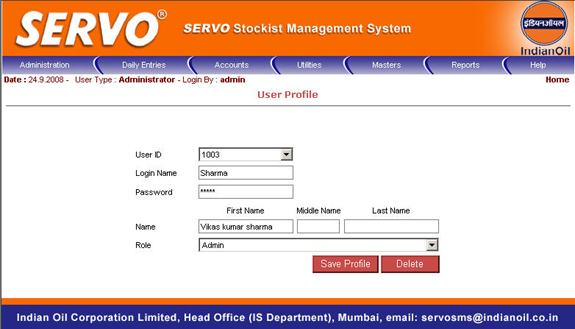 SERVO® SERVO Stockist Management System
इंडियनऑयल
IndianOil
Administration Daily Entries Accounts Utilities Masters Reports Help
Date : 24.9.2008 - User Type : Administrator - Login By : admin Home
User Profile
User ID 1003
Login Name Sharma
Password *****
First Name Middle Name Last Name
Name Vikas kumar sharma
Role Admin
Save Profile Delete
Indian Oil Corporation Limited, Head Office (IS Department), Mumbai, email: servosms@indianoil.co.in